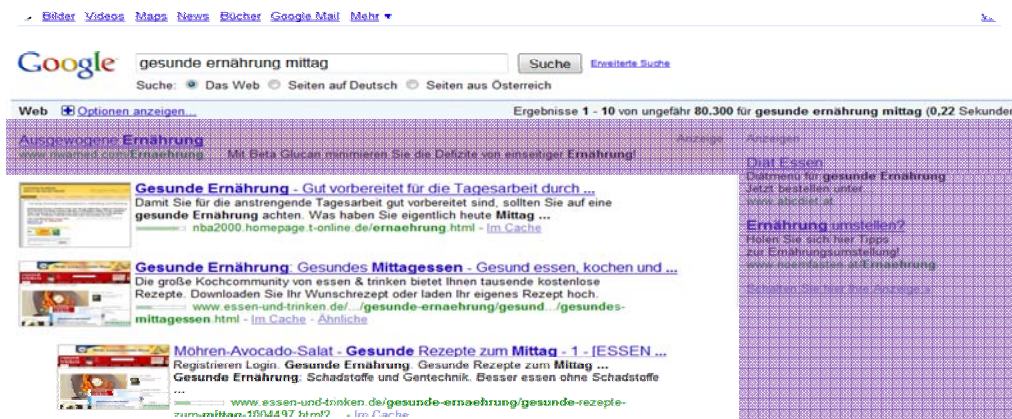 Bilder Videos Maps News Bücher Google Mail Mehr ▼
Google gesunde ernährung mittag Suche Erweiterte Suche
Suche: Das Web Seiten auf Deutsch Seiten aus Österreich
Web Optionen anzeigen... Ergebnisse 1 - 10 von ungefähr 80.300 für gesunde ernährung mittag (0,22 Sekunden
Ausgewogene Ernährung Anzeige
Mit Beta Glucan minimieren Sie die Defizite von einseitiger Ernährung!
Gesunde Ernährung - Gut vorbereitet für die Tagesarbeit durch ...
Damit Sie für die anstrengende Tagesarbeit gut vorbereitet sind, sollten Sie auf eine
gesunde Ernährung achten. Was haben Sie eigentlich heute Mittag ...
nba2000.homepage.t-online.de/ernaehrung.html - Im Cache
Gesunde Ernährung: Gesundes Mittagessen - Gesund essen, kochen und ...
Die große Kochcommunity von essen & trinken bietet Ihnen tausende kostenlose
Rezepte. Downloaden Sie Ihr Wunschrezept oder laden Ihr eigenes Rezept hoch.
www.essen-und-trinken.de/.../gesunde-ernaehrung/gesund.../gesundes-
mittagessen.html - Im Cache - Ähnliche
Möhren-Avocado-Salat - Gesunde Rezepte zum Mittag - 1 - [ESSEN ...
Registrieren Login. Gesunde Ernährung. Gesunde Rezepte zum Mittag ...
Gesunde Ernährung: Schadstoffe und Gentechnik. Besser essen ohne Schadstoffe
...
www.essen-und-trinken.de/gesunde-ernaehrung/gesunde-rezepte-
zum-mittag-1004497.html?... - Im Cache
Anzeigen
Diät Essen
Diätmenü für gesunde Ernährung
Jetzt bestellen unter
www.abcdiet.at
Ernährung umstellen?
Holen Sie sich hier Tipps
zur Ernährungsumstellung!
Schalten Sie hier Ihre Anzeige »